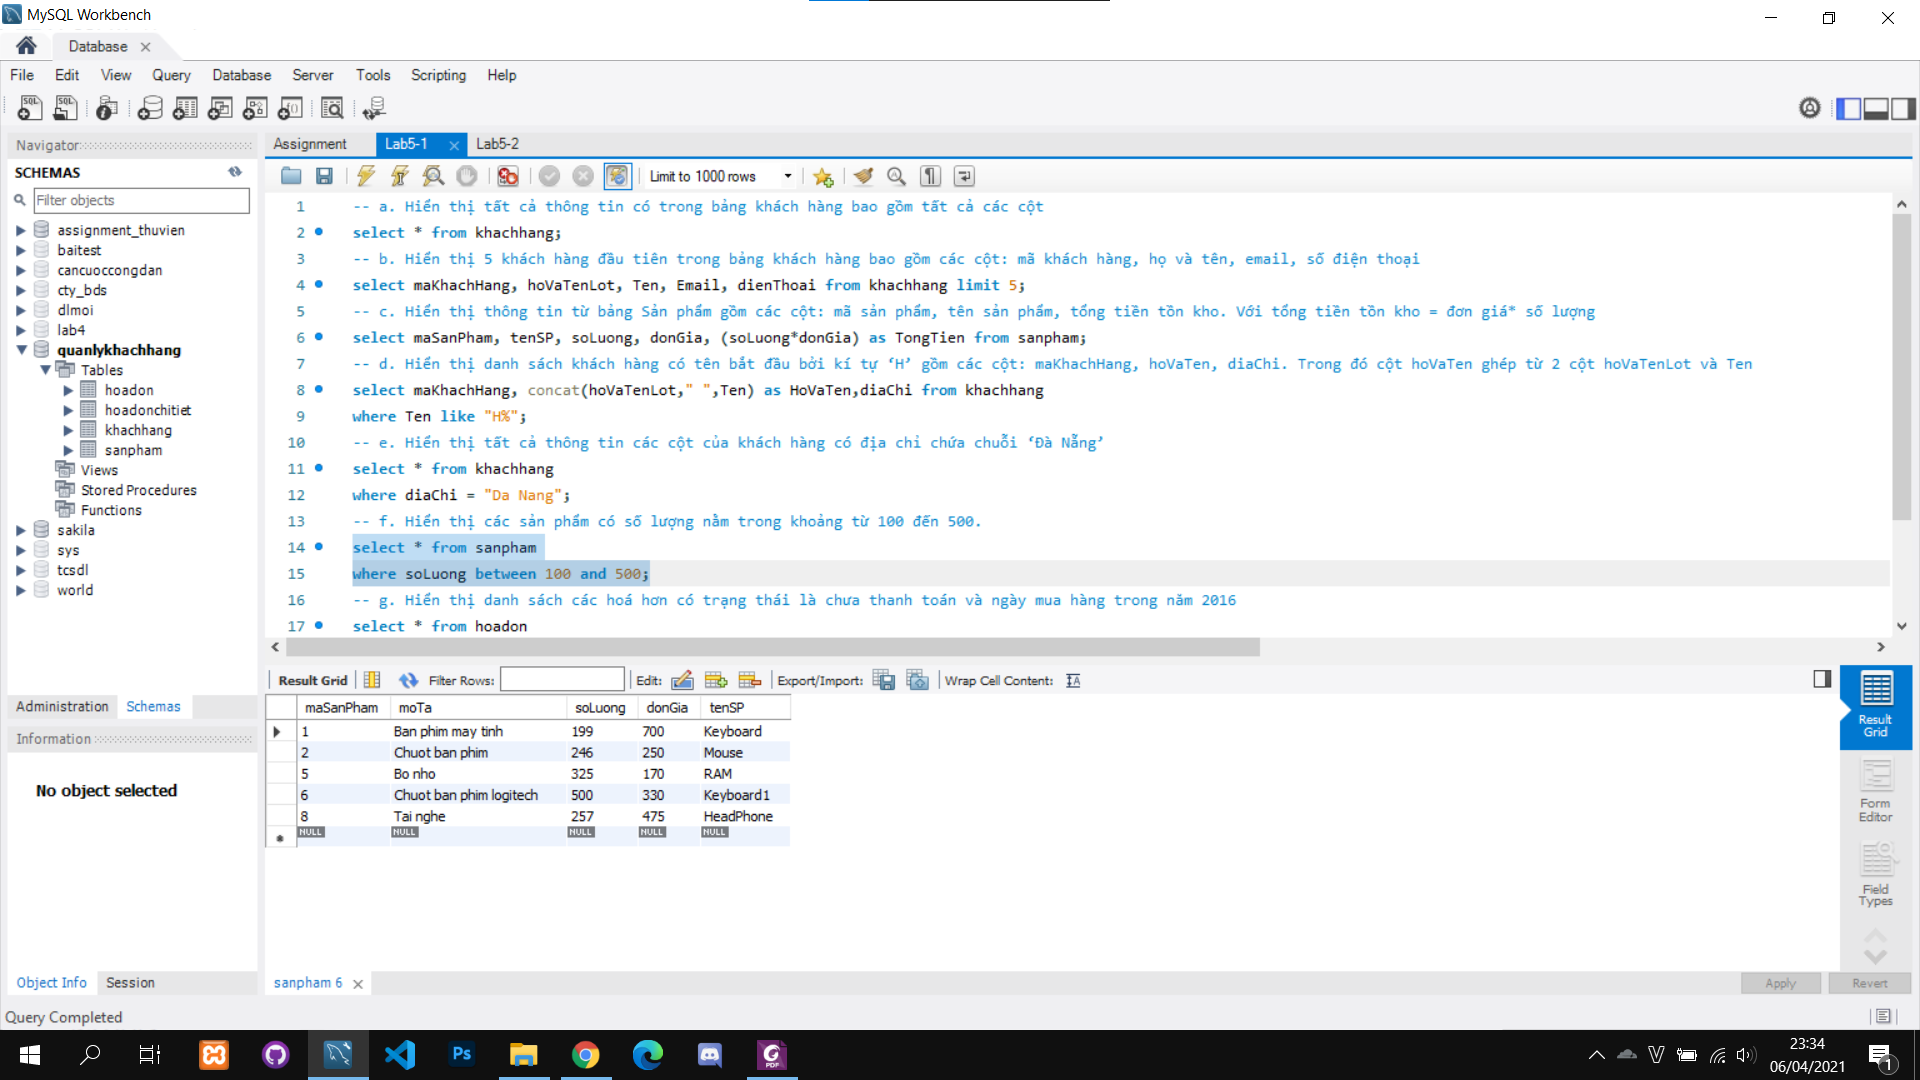 MySQL Workbench
Database
File Edit View Query Database Server Tools Scripting Help
Navigator
SCHEMAS
Filter objects
assignment_thuvien
baitest
cancuoccongdan
cty_bds
dlmoi
lab4
quanlykhachhang
Tables
hoadon
hoadonchitiet
khachhang
sanpham
Views
Stored Procedures
Functions
sakila
sys
tcsdl
world
Administration Schemas
Information
No object selected
Object Info Session
Assignment Lab5-1 Lab5-2
Limit to 1000 rows
1 -- a. Hiển thị tất cả thông tin có trong bảng khách hàng bao gồm tất cả các cột
2 select * from khachhang;
3 -- b. Hiển thị 5 khách hàng đầu tiên trong bảng khách hàng bao gồm các cột: mã khách hàng, họ và tên, email, số điện thoại
4 select maKhachHang, hoVaTenLot, Ten, Email, dienThoai from khachhang limit 5;
5 -- c. Hiển thị thông tin từ bảng Sản phẩm gồm các cột: mã sản phẩm, tên sản phẩm, tổng tiền tồn kho. Với tổng tiền tồn kho = đơn giá* số lượng
6 select maSanPham, tenSP, soLuong, donGia, (soLuong*donGia) as TongTien from sanpham;
7 -- d. Hiển thị danh sách khách hàng có tên bắt đầu bởi kí tự ‘H’ gồm các cột: maKhachHang, hoVaTen, diaChi. Trong đó cột hoVaTen ghép từ 2 cột hoVaTenLot và Ten
8 select maKhachHang, concat(hoVaTenLot," ",Ten) as HoVaTen,diaChi from khachhang
9 where Ten like "H%";
10 -- e. Hiển thị tất cả thông tin các cột của khách hàng có địa chỉ chứa chuỗi ‘Đà Nẵng’
11 select * from khachhang
12 where diaChi = "Da Nang";
13 -- f. Hiển thị các sản phẩm có số lượng nằm trong khoảng từ 100 đến 500.
14 select * from sanpham
15 where soLuong between 100 and 500;
16 -- g. Hiển thị danh sách các hoá hơn có trạng thái là chưa thanh toán và ngày mua hàng trong năm 2016
17 select * from hoadon
Result Grid Filter Rows: Edit: Export/Import: Wrap Cell Content:
maSanPham moTa soLuong donGia tenSP
1 Ban phim may tinh 199 700 Keyboard
2 Chuot ban phim 246 250 Mouse
5 Bo nho 325 170 RAM
6 Chuot ban phim logitech 500 330 Keyboard1
8 Tai nghe 257 475 HeadPhone
NULL NULL NULL NULL NULL
Result
Grid
Form
Editor
Field
Types
sanpham 6
Apply Revert
Query Completed
23:34
06/04/2021
1